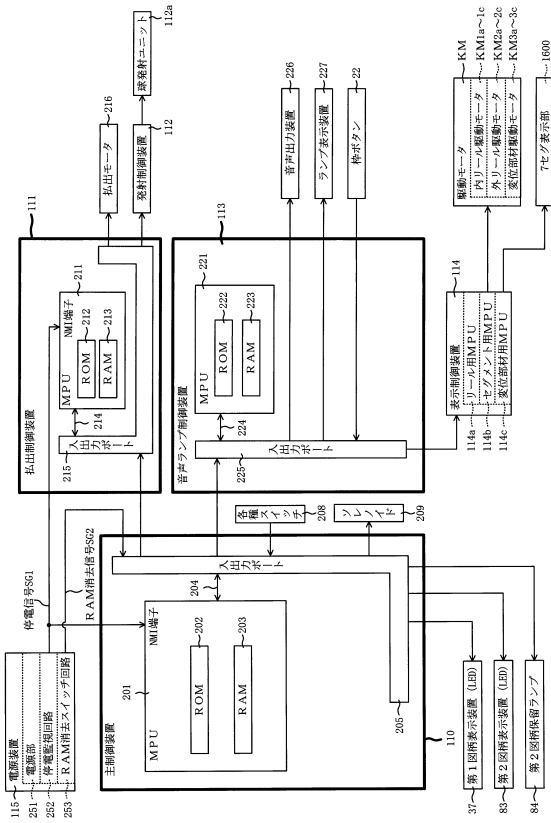 115
電源装置
251
電源部
252
停電監視回路
253
RAM消去スイッチ回路
停電信号SG1
RAM消去信号SG2
払出制御装置
111
MPU
NMI端子
211
ROM
212
RAM
213
214
215
入出力ポート
払出モータ
216
発射制御装置
112
球発射ユニット
112a
主制御装置
110
MPU
201
NMI端子
ROM
202
RAM
203
204
205
入出力ポート
各種スイッチ
208
ソレノイド
209
音声ランプ制御装置
113
MPU
221
ROM
222
RAM
223
224
225
入出力ポート
音声出力装置
226
ランプ表示装置
227
枠ボタン
22
表示制御装置
114
リール用MPU
114a
セグメント用MPU
114b
変位部材用MPU
114c
駆動モータ
KM
内リール駆動モータ
KM1a~1c
外リール駆動モータ
KM2a~2c
変位部材駆動モータ
KM3a~3c
7セグ表示部
1600
37
第1図柄表示装置(LED)
83
第2図柄表示装置(LED)
84
第2図柄保留ランプ